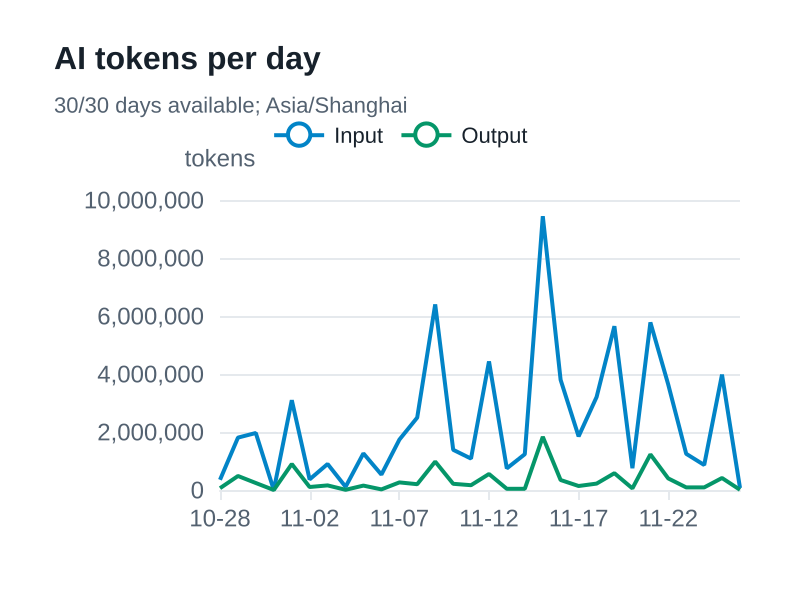 AI tokens per day
30/30 days available; Asia/Shanghai
Input Output
tokens
10,000,000
8,000,000
6,000,000
4,000,000
2,000,000
0
10-28 11-02 11-07 11-12 11-17 11-22